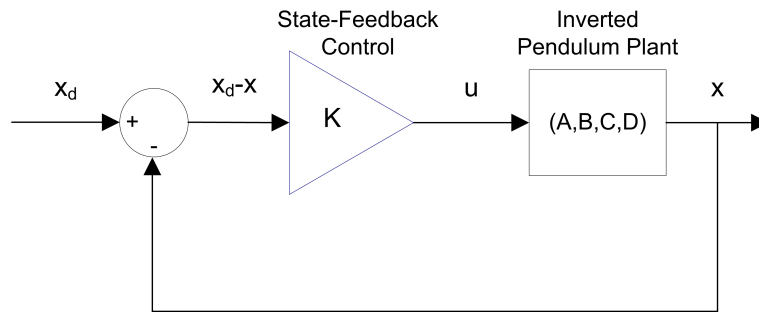 State-Feedback
Control
Inverted
Pendulum Plant
x_d
x_d-x
u
x
+
-
K
(A,B,C,D)